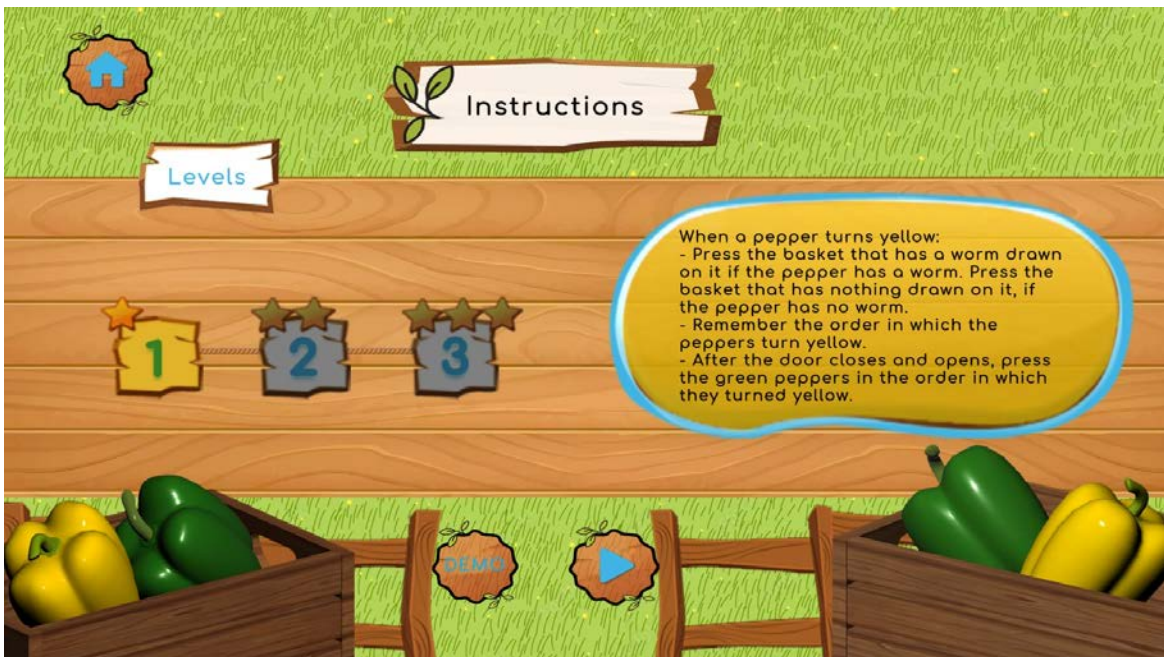 Instructions
Levels
1
2
3
When a pepper turns yellow:
- Press the basket that has a worm drawn
on it if the pepper has a worm. Press the
basket that has nothing drawn on it, if
the pepper has no worm.
- Remember the order in which the
peppers turn yellow.
- After the door closes and opens, press
the green peppers in the order in which
they turned yellow.
DEMO